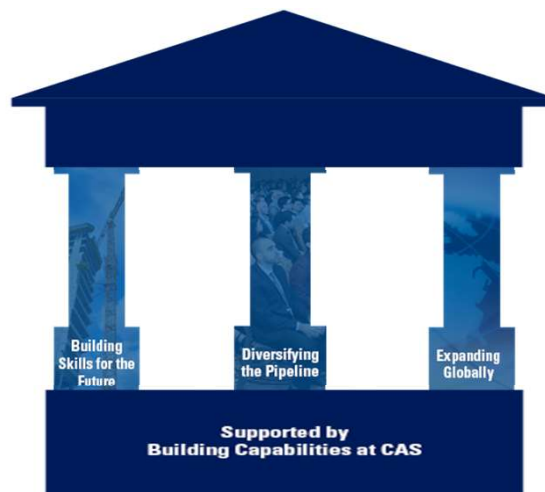 Building
Skills for the
Future
Diversifying
the Pipeline
Expanding
Globally
Supported by
Building Capabilities at CAS